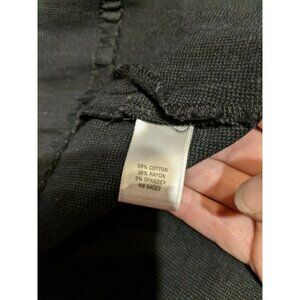 59% COTTON
36% RAYON
5% SPANDEX
RN 54023